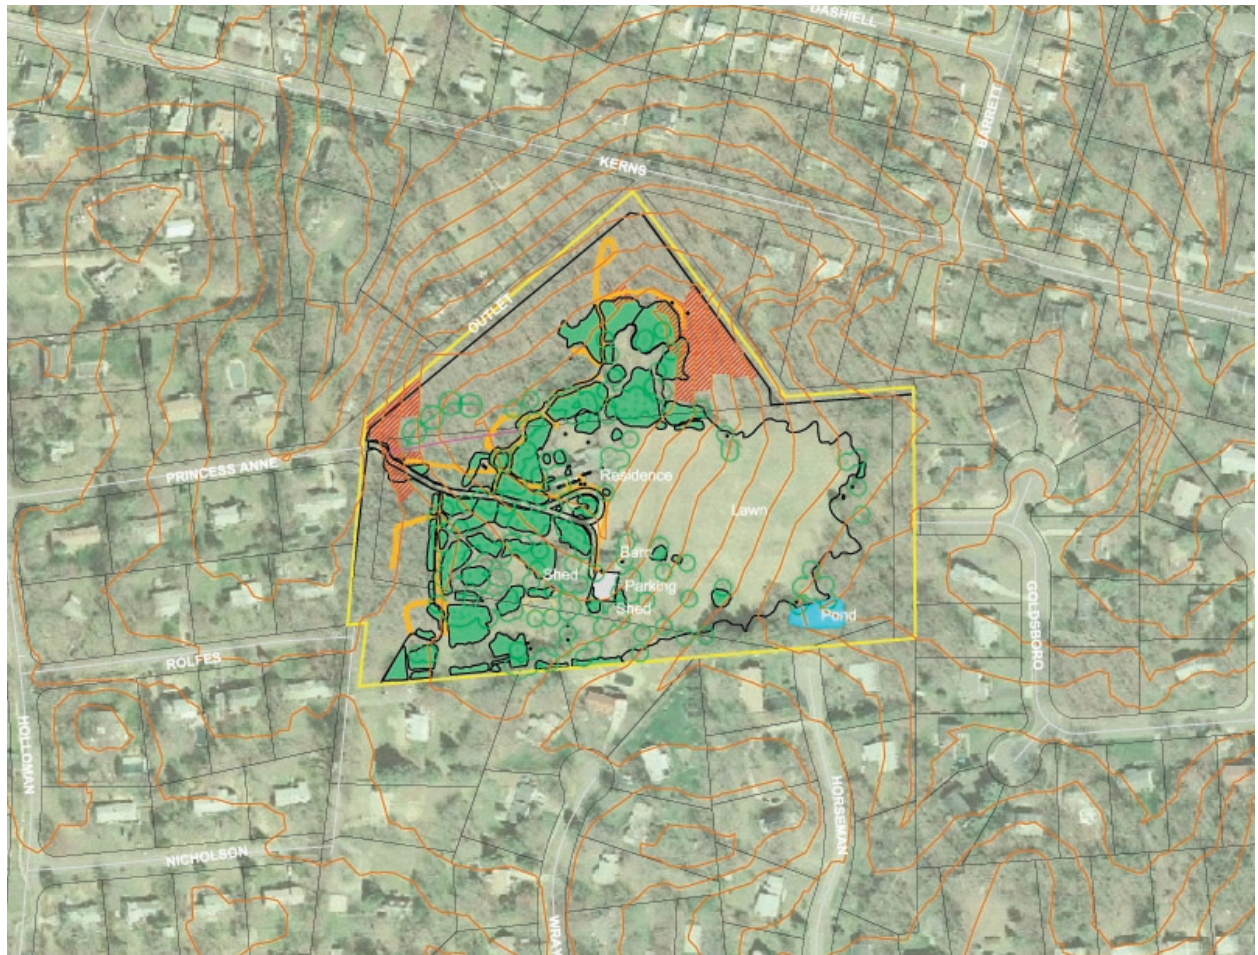 DASHIELL
BARRETT
KERNS
OUTLET
PRINCESS ANNE
Residence
Lawn
Barn
Shed
Parking
Shed
Pond
GOLDSBORO
ROLFES
HOLLOMAN
HORSEMAN
NICHOLSON
WRAY